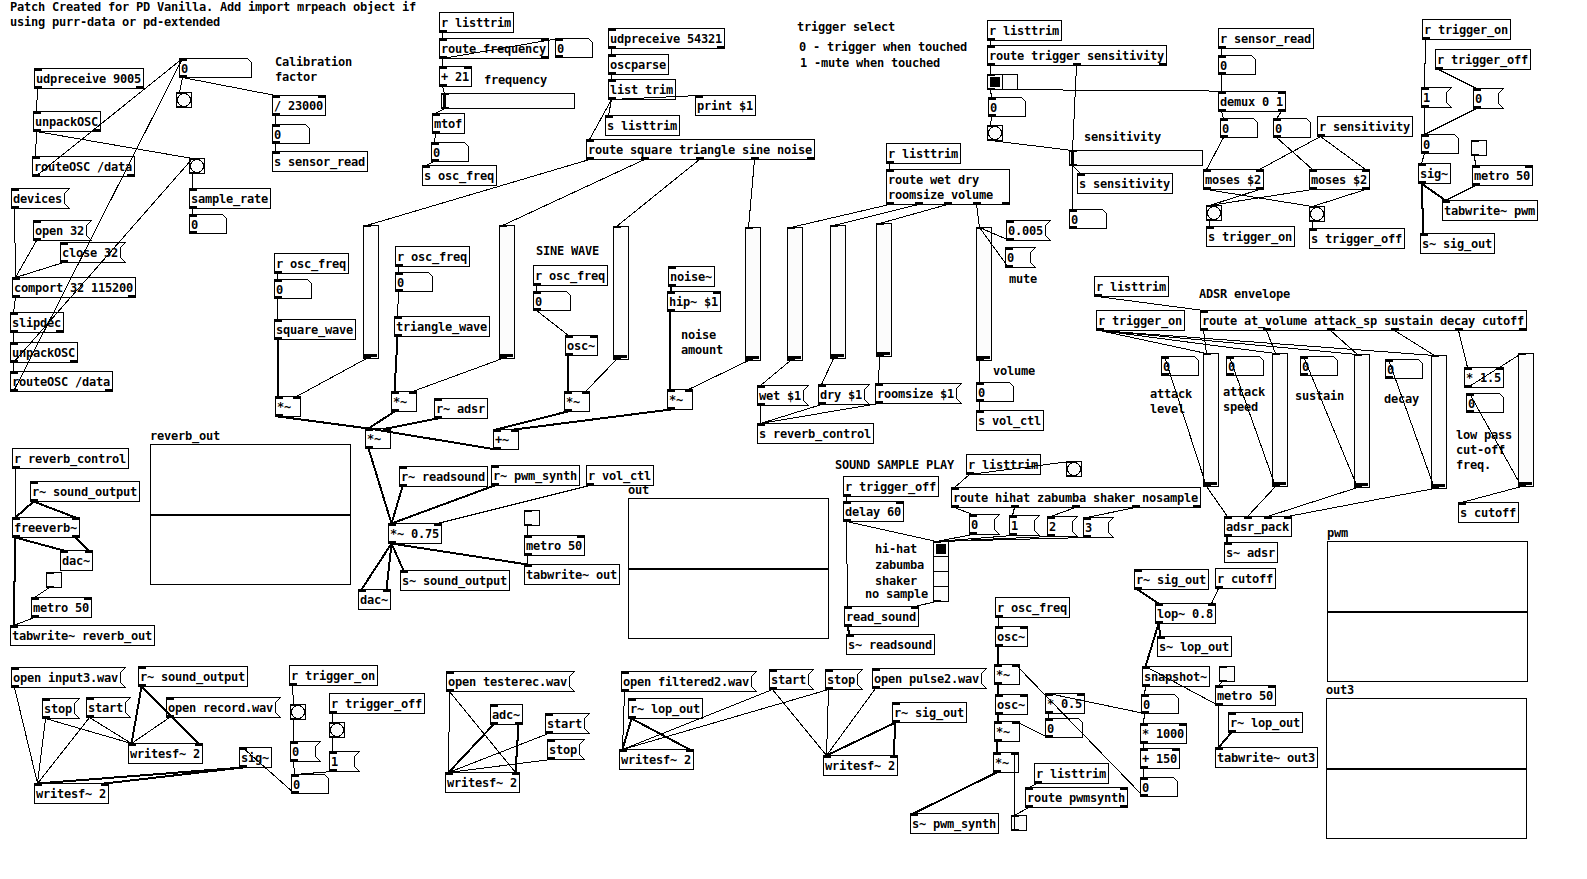 Patch Created for PD Vanilla. Add import mrpeach object if
using purr-data or pd-extended
udpreceive 9005
0
Calibration
factor
unpackOSC
/ 23000
0
routeOSC /data
s sensor_read
devices
sample_rate
0
open 32
close 32
comport 32 115200
slipdec
unpackOSC
routeOSC /data
r listtrim
route frequency
0
+ 21
frequency
mtof
0
s osc_freq
udpreceive 54321
oscparse
list trim
print $1
s listtrim
route square triangle sine noise
trigger select
0 - trigger when touched
1 -mute when touched
r listtrim
route trigger sensitivity
0
sensitivity
s sensitivity
0
r sensor_read
0
demux 0 1
0
0
r sensitivity
moses $2
moses $2
s trigger_on
s trigger_off
r trigger_on
r trigger_off
1
0
0
sig~
metro 50
tabwrite~ pwm
s~ sig_out
r listtrim
route wet dry
roomsize volume
0.005
0
mute
r osc_freq
0
square_wave
*~
r osc_freq
0
triangle_wave
*~
r~ adsr
*~
SINE WAVE
r osc_freq
0
osc~
*~
+~
noise~
hip~ $1
noise
amount
*~
wet $1
dry $1
roomsize $1
s reverb_control
volume
0
s vol_ctl
r listtrim
ADSR envelope
r trigger_on
route at_volume attack_sp sustain decay cutoff
0
0
0
0
* 1.5
0
attack
level
attack
speed
sustain
decay
low pass
cut-off
freq.
s cutoff
adsr_pack
s~ adsr
reverb_out
r reverb_control
r~ sound_output
freeverb~
dac~
metro 50
tabwrite~ reverb_out
r~ readsound
r~ pwm_synth
r vol_ctl
*~ 0.75
metro 50
s~ sound_output
tabwrite~ out
dac~
out
SOUND SAMPLE PLAY
r listtrim
r trigger_off
route hihat zabumba shaker nosample
delay 60
0
1
2
3
hi-hat
zabumba
shaker
no sample
read_sound
s~ readsound
pwm
r~ sig_out
r cutoff
lop~ 0.8
s~ lop_out
snapshot~
metro 50
0
r~ lop_out
* 1000
+ 150
tabwrite~ out3
0
out3
r osc_freq
osc~
*~
osc~
* 0.5
0
*~
*~
r listtrim
route pwmsynth
s~ pwm_synth
open input3.wav
r~ sound_output
stop
start
open record.wav
writesf~ 2
sig~
writesf~ 2
r trigger_on
r trigger_off
0
1
0
open testerec.wav
adc~
start
stop
writesf~ 2
open filtered2.wav
r~ lop_out
writesf~ 2
start
stop
open pulse2.wav
r~ sig_out
writesf~ 2